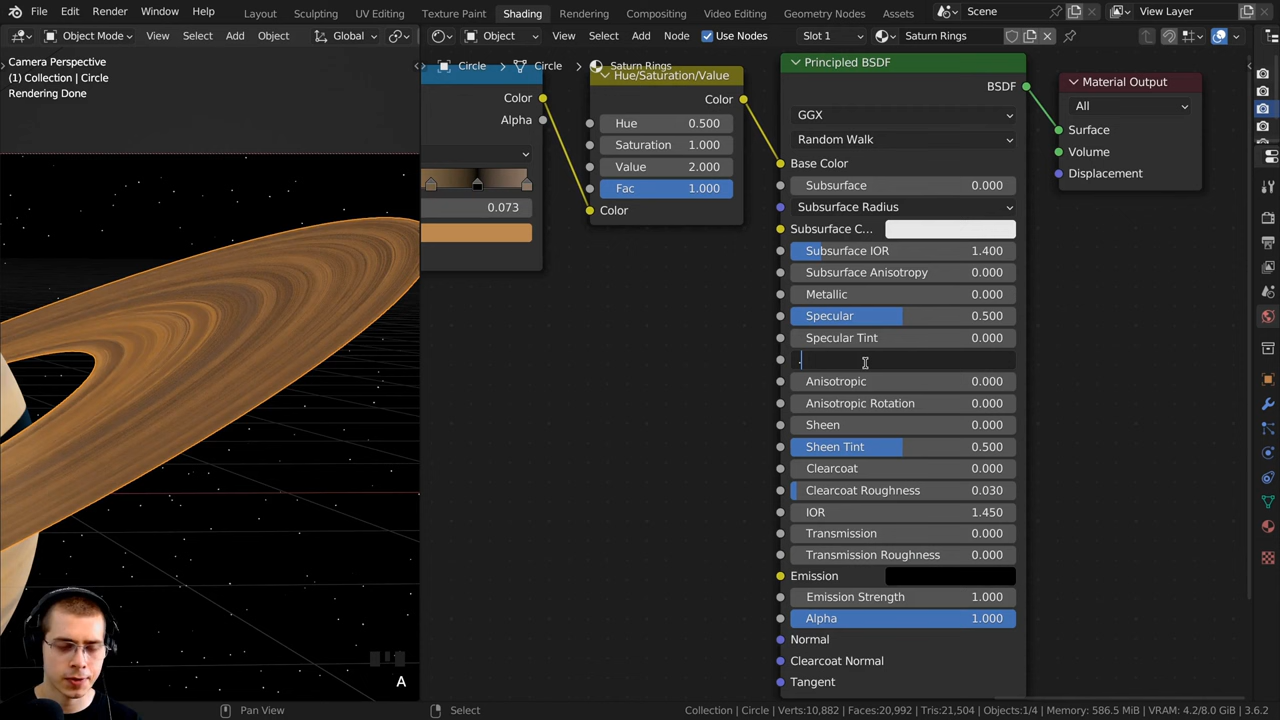 File Edit Render Window Help Layout Sculpting UV Editing Texture Paint Shading Rendering Compositing Video Editing Geometry Nodes Assets Scene View Layer
Object Mode View Select Add Object Global Object View Select Add Node Use Nodes Slot 1 Saturn Rings
Camera Perspective
(1) Collection | Circle
Rendering Done
Circle Circle Saturn Rings
Color
Alpha
0.073
Hue/Saturation/Value
Color
Hue 0.500
Saturation 1.000
Value 2.000
Fac 1.000
Color
Principled BSDF
BSDF
GGX
Random Walk
Base Color
Subsurface 0.000
Subsurface Radius
Subsurface C...
Subsurface IOR 1.400
Subsurface Anisotropy 0.000
Metallic 0.000
Specular 0.500
Specular Tint 0.000
.
Anisotropic 0.000
Anisotropic Rotation 0.000
Sheen 0.000
Sheen Tint 0.500
Clearcoat 0.000
Clearcoat Roughness 0.030
IOR 1.450
Transmission 0.000
Transmission Roughness 0.000
Emission
Emission Strength 1.000
Alpha 1.000
Normal
Clearcoat Normal
Tangent
Material Output
All
Surface
Volume
Displacement
A
Pan View Select Collection | Circle | Verts:10,882 | Faces:20,992 | Tris:21,504 | Objects:1/4 | Memory: 586.5 MiB | VRAM: 4.2/8.0 GiB | 3.6.2